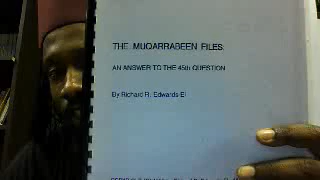 THE MUQARRABEEN FILES:
AN ANSWER TO THE 45th QUESTION
By Richard R. Edwards-El